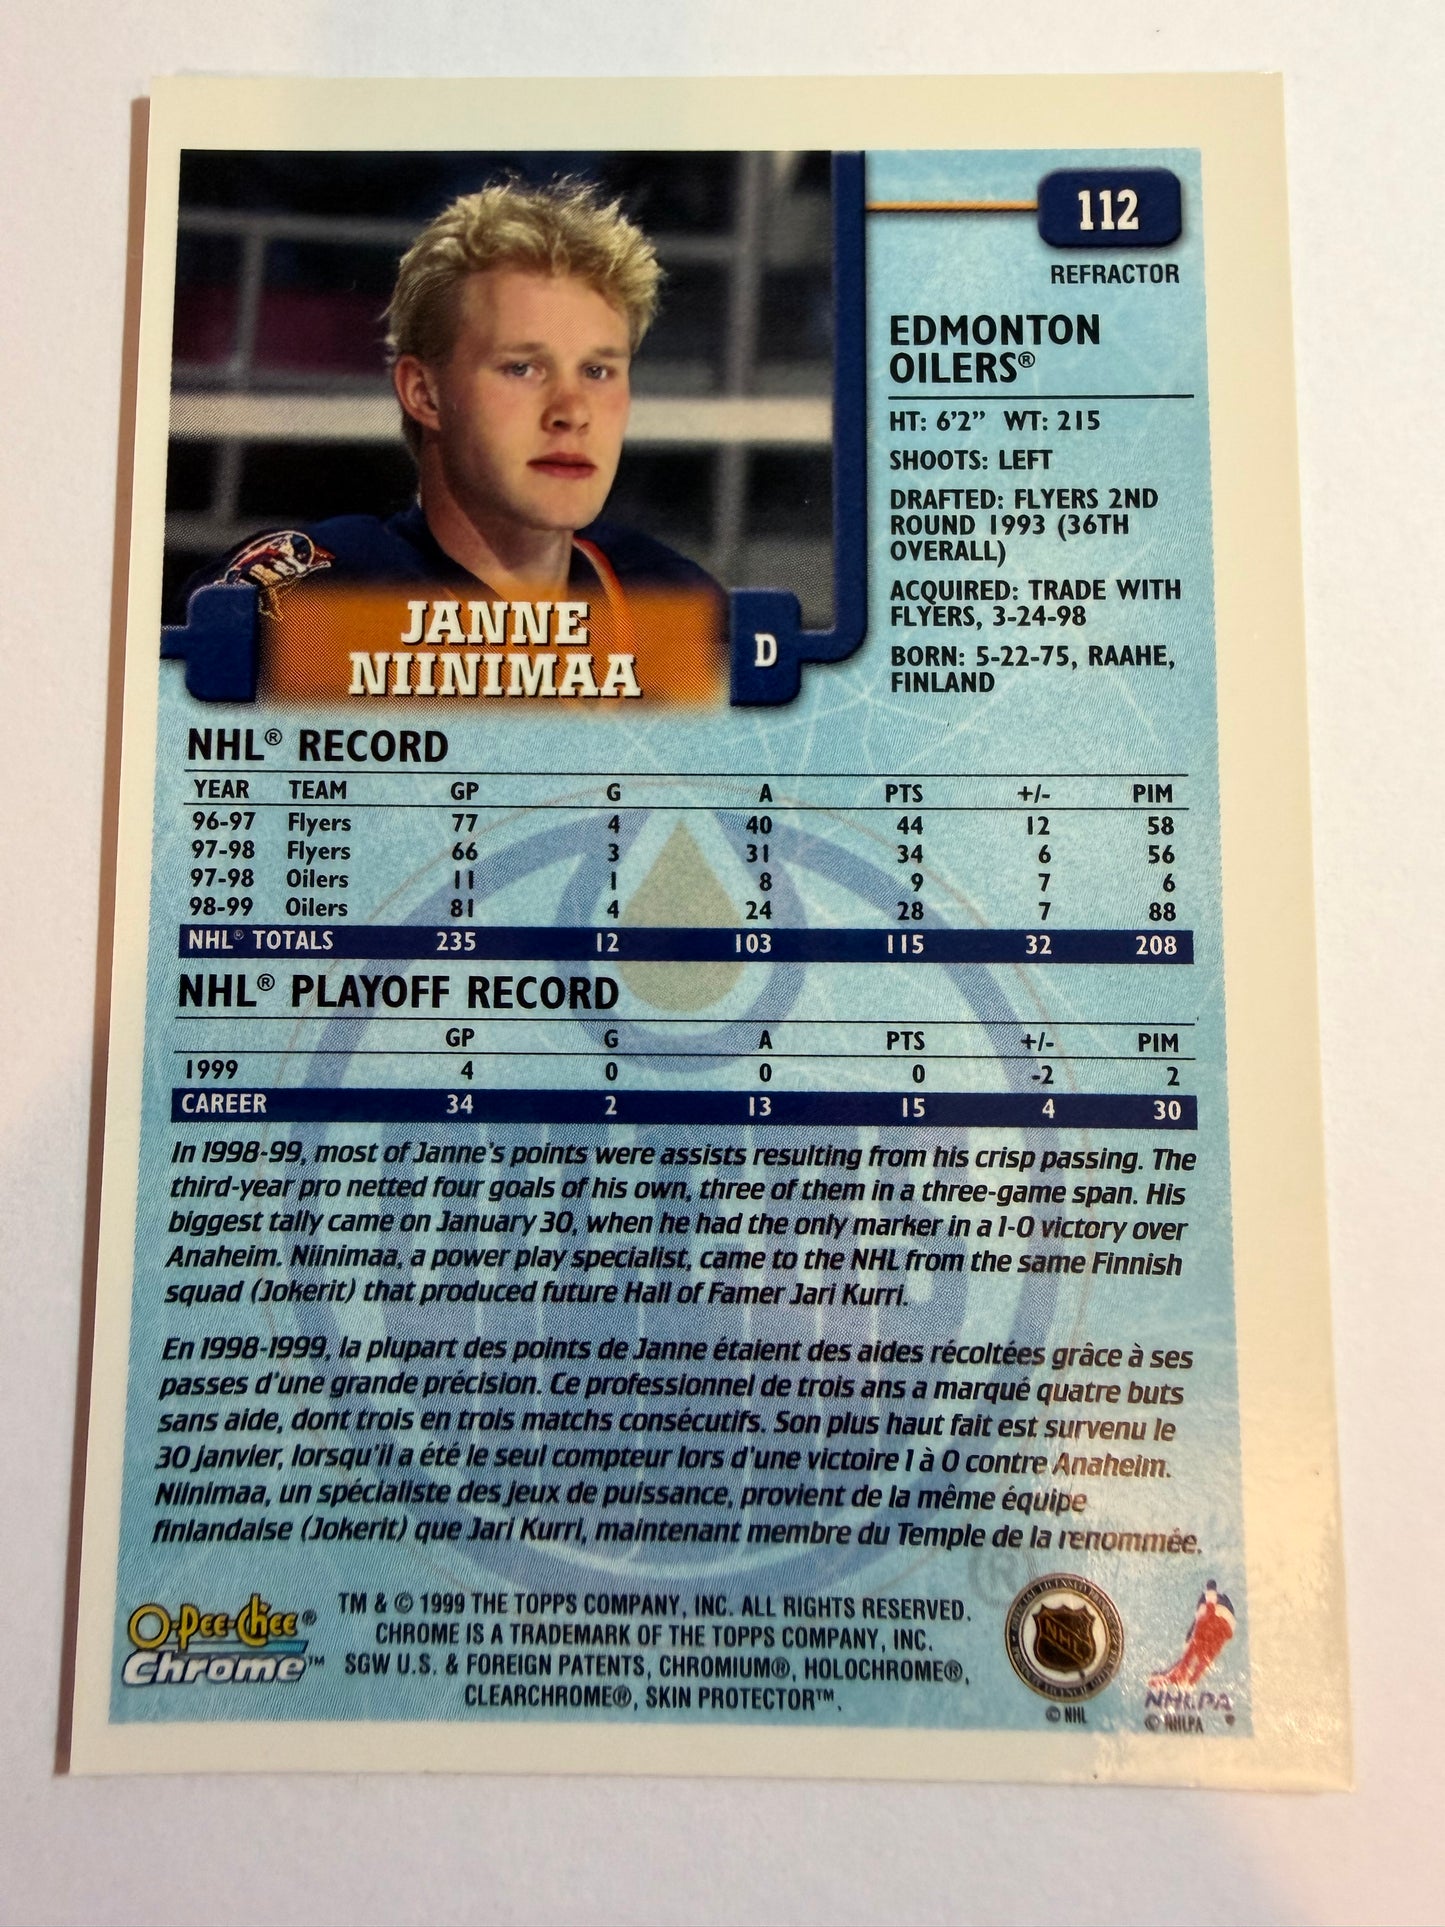 112
REFRACTOR
EDMONTON
OILERS®
HT: 6'2" WT: 215
SHOOTS: LEFT
DRAFTED: FLYERS 2ND
ROUND 1993 (36TH
OVERALL)
ACQUIRED: TRADE WITH
FLYERS, 3-24-98
BORN: 5-22-75, RAAHE,
FINLAND
JANNE
NIINIMAA
D
NHL® RECORD
YEAR TEAM GP G A PTS +/- PIM
96-97 Flyers 77 4 40 44 12 58
97-98 Flyers 66 3 31 34 6 56
97-98 Oilers 11 1 8 9 7 6
98-99 Oilers 81 4 24 28 7 88
NHL® TOTALS 235 12 103 115 32 208
NHL® PLAYOFF RECORD
GP G A PTS +/- PIM
1999 4 0 0 0 -2 2
CAREER 34 2 13 15 4 30
In 1998-99, most of Janne's points were assists resulting from his crisp passing. The
third-year pro netted four goals of his own, three of them in a three-game span. His
biggest tally came on January 30, when he had the only marker in a 1-0 victory over
Anaheim. Niinimaa, a power play specialist, came to the NHL from the same Finnish
squad (Jokerit) that produced future Hall of Famer Jari Kurri.
En 1998-1999, la plupart des points de Janne étaient des aides récoltées grâce à ses
passes d'une grande précision. Ce professionnel de trois ans a marqué quatre buts
sans aide, dont trois en trois matchs consécutifs. Son plus haut fait est survenu le
30 janvier, lorsqu'il a été le seul compteur lors d'une victoire 1 à 0 contre Anaheim.
Niinimaa, un spécialiste des jeux de puissance, provient de la même équipe
finlandaise (Jokerit) que Jari Kurri, maintenant membre du Temple de la renommée.
O-Pee-Chee®
Chrome™
TM & © 1999 THE TOPPS COMPANY, INC. ALL RIGHTS RESERVED.
CHROME IS A TRADEMARK OF THE TOPPS COMPANY, INC.
SGW U.S. & FOREIGN PATENTS, CHROMIUM®, HOLOCHROME®,
CLEARCHROME®, SKIN PROTECTOR™.
®
NHL
© NHL
NHLPA
© NHLPA